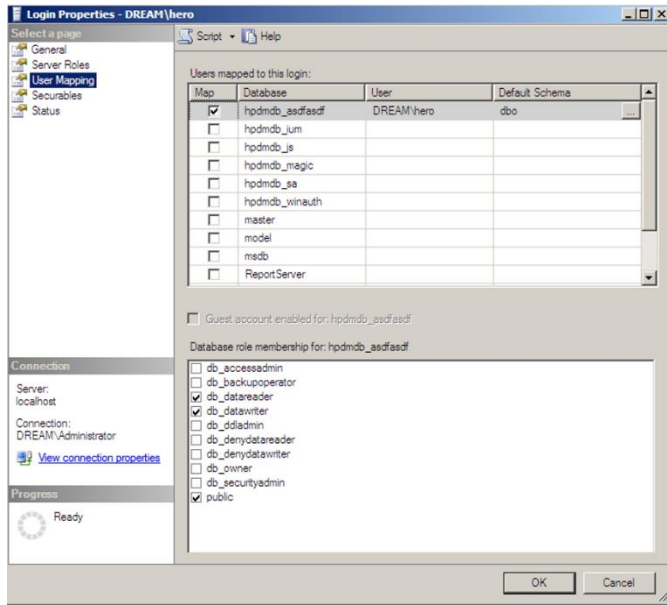 Login Properties - DREAM\hero
Select a page
General
Server Roles
User Mapping
Securables
Status
Script
Help
Users mapped to this login:
Map Database User Default Schema
hpdmdb_asdfasdf DREAM\hero dbo ...
hpdmdb_ium
hpdmdb_js
hpdmdb_magic
hpdmdb_sa
hpdmdb_winauth
master
model
msdb
ReportServer
Guest account enabled for: hpdmdb_asdfasdf
Database role membership for: hpdmdb_asdfasdf
db_accessadmin
db_backupoperator
db_datareader
db_datawriter
db_ddladmin
db_denydatareader
db_denydatawriter
db_owner
db_securityadmin
public
Connection
Server:
localhost
Connection:
DREAM\Administrator
View connection properties
Progress
Ready
OK Cancel